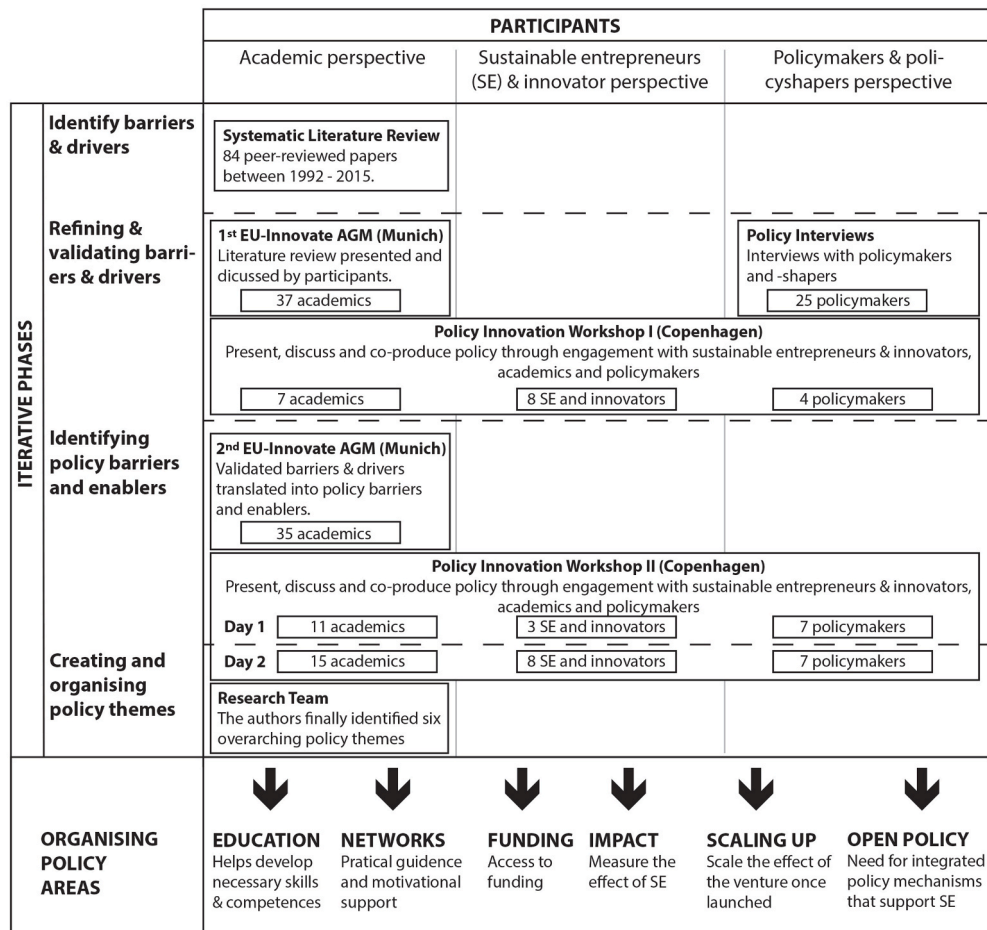 PARTICIPANTS
Academic perspective
Sustainable entrepreneurs
(SE) & innovator perspective
Policymakers & poli-
cyshapers perspective
ITERATIVE PHASES
Identify barriers
& drivers
Systematic Literature Review
84 peer-reviewed papers
between 1992 - 2015.
Refining &
validating barri-
ers & drivers
1st EU-Innovate AGM (Munich)
Literature review presented and
dicussed by participants.
37 academics
Policy Interviews
Interviews with policymakers
and -shapers
25 policymakers
Policy Innovation Workshop I (Copenhagen)
Present, discuss and co-produce policy through engagement with sustainable entrepreneurs & innovators,
academics and policymakers
7 academics
8 SE and innovators
4 policymakers
Identifying
policy barriers
and enablers
2nd EU-Innovate AGM (Munich)
Validated barriers & drivers
translated into policy barriers
and enablers.
35 academics
Policy Innovation Workshop II (Copenhagen)
Present, discuss and co-produce policy through engagement with sustainable entrepreneurs & innovators,
academics and policymakers
Day 1
11 academics
3 SE and innovators
7 policymakers
Creating and
organising
policy themes
Day 2
15 academics
8 SE and innovators
7 policymakers
Research Team
The authors finally identified six
overarching policy themes
ORGANISING
POLICY
AREAS
EDUCATION
Helps develop
necessary skills
& competences
NETWORKS
Pratical guidence
and motivational
support
FUNDING
Access to
funding
IMPACT
Measure the
effect of SE
SCALING UP
Scale the effect of
the venture once
launched
OPEN POLICY
Need for integrated
policy mechanisms
that support SE